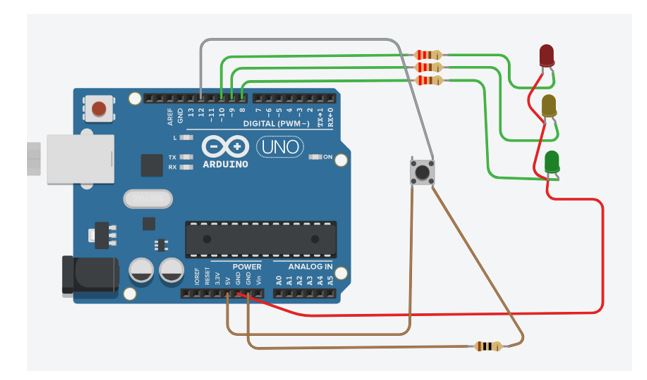 AREF
GND
13
12
~11
~10
~9
8
7
~6
~5
4
~3
2
TX→1
RX←0
DIGITAL (PWM~)
L
TX
RX
UNO
ARDUINO
ON
POWER
ANALOG IN
IOREF
RESET
3.3V
5V
GND
GND
Vin
A0
A1
A2
A3
A4
A5